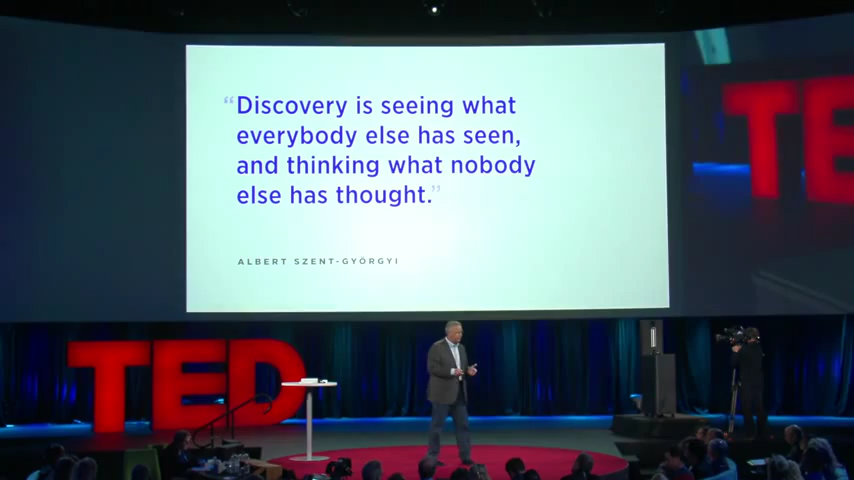 “Discovery is seeing what
everybody else has seen,
and thinking what nobody
else has thought.”
ALBERT SZENT-GYÖRGYI
TE
TED